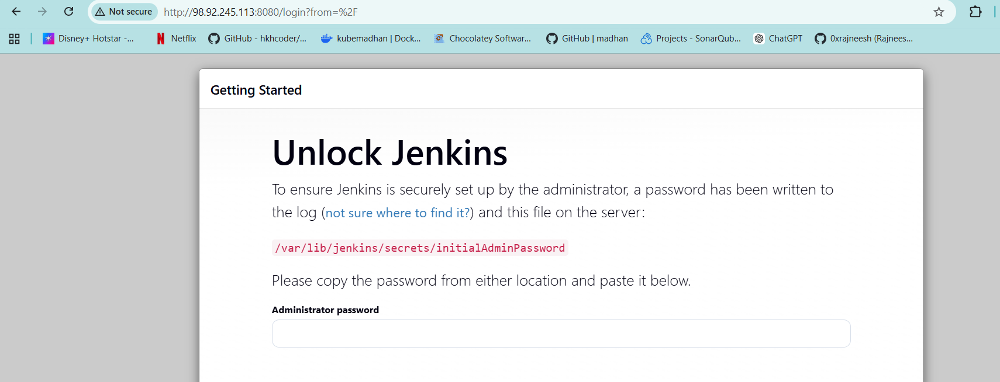 Not secure http://98.92.245.113:8080/login?from=%2F
Disney+ Hotstar -... Netflix GitHub - hkhcoder/... kubemadhan | Dock... Chocolatey Softwar... GitHub | madhan Projects - SonarQub... ChatGPT 0xrajneesh (Rajnees...
Getting Started
Unlock Jenkins
To ensure Jenkins is securely set up by the administrator, a password has been written to
the log (not sure where to find it?) and this file on the server:
/var/lib/jenkins/secrets/initialAdminPassword
Please copy the password from either location and paste it below.
Administrator password